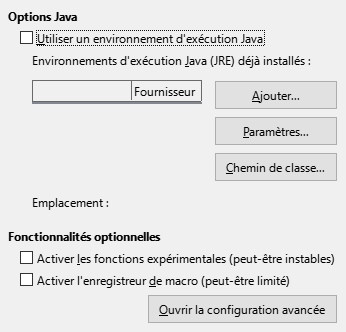 Options Java
Utiliser un environnement d'exécution Java
Environnements d'exécution Java (JRE) déjà installés :
Fournisseur
Ajouter...
Paramètres...
Chemin de classe...
Emplacement :
Fonctionnalités optionnelles
Activer les fonctions expérimentales (peut-être instables)
Activer l'enregistreur de macro (peut-être limité)
Ouvrir la configuration avancée